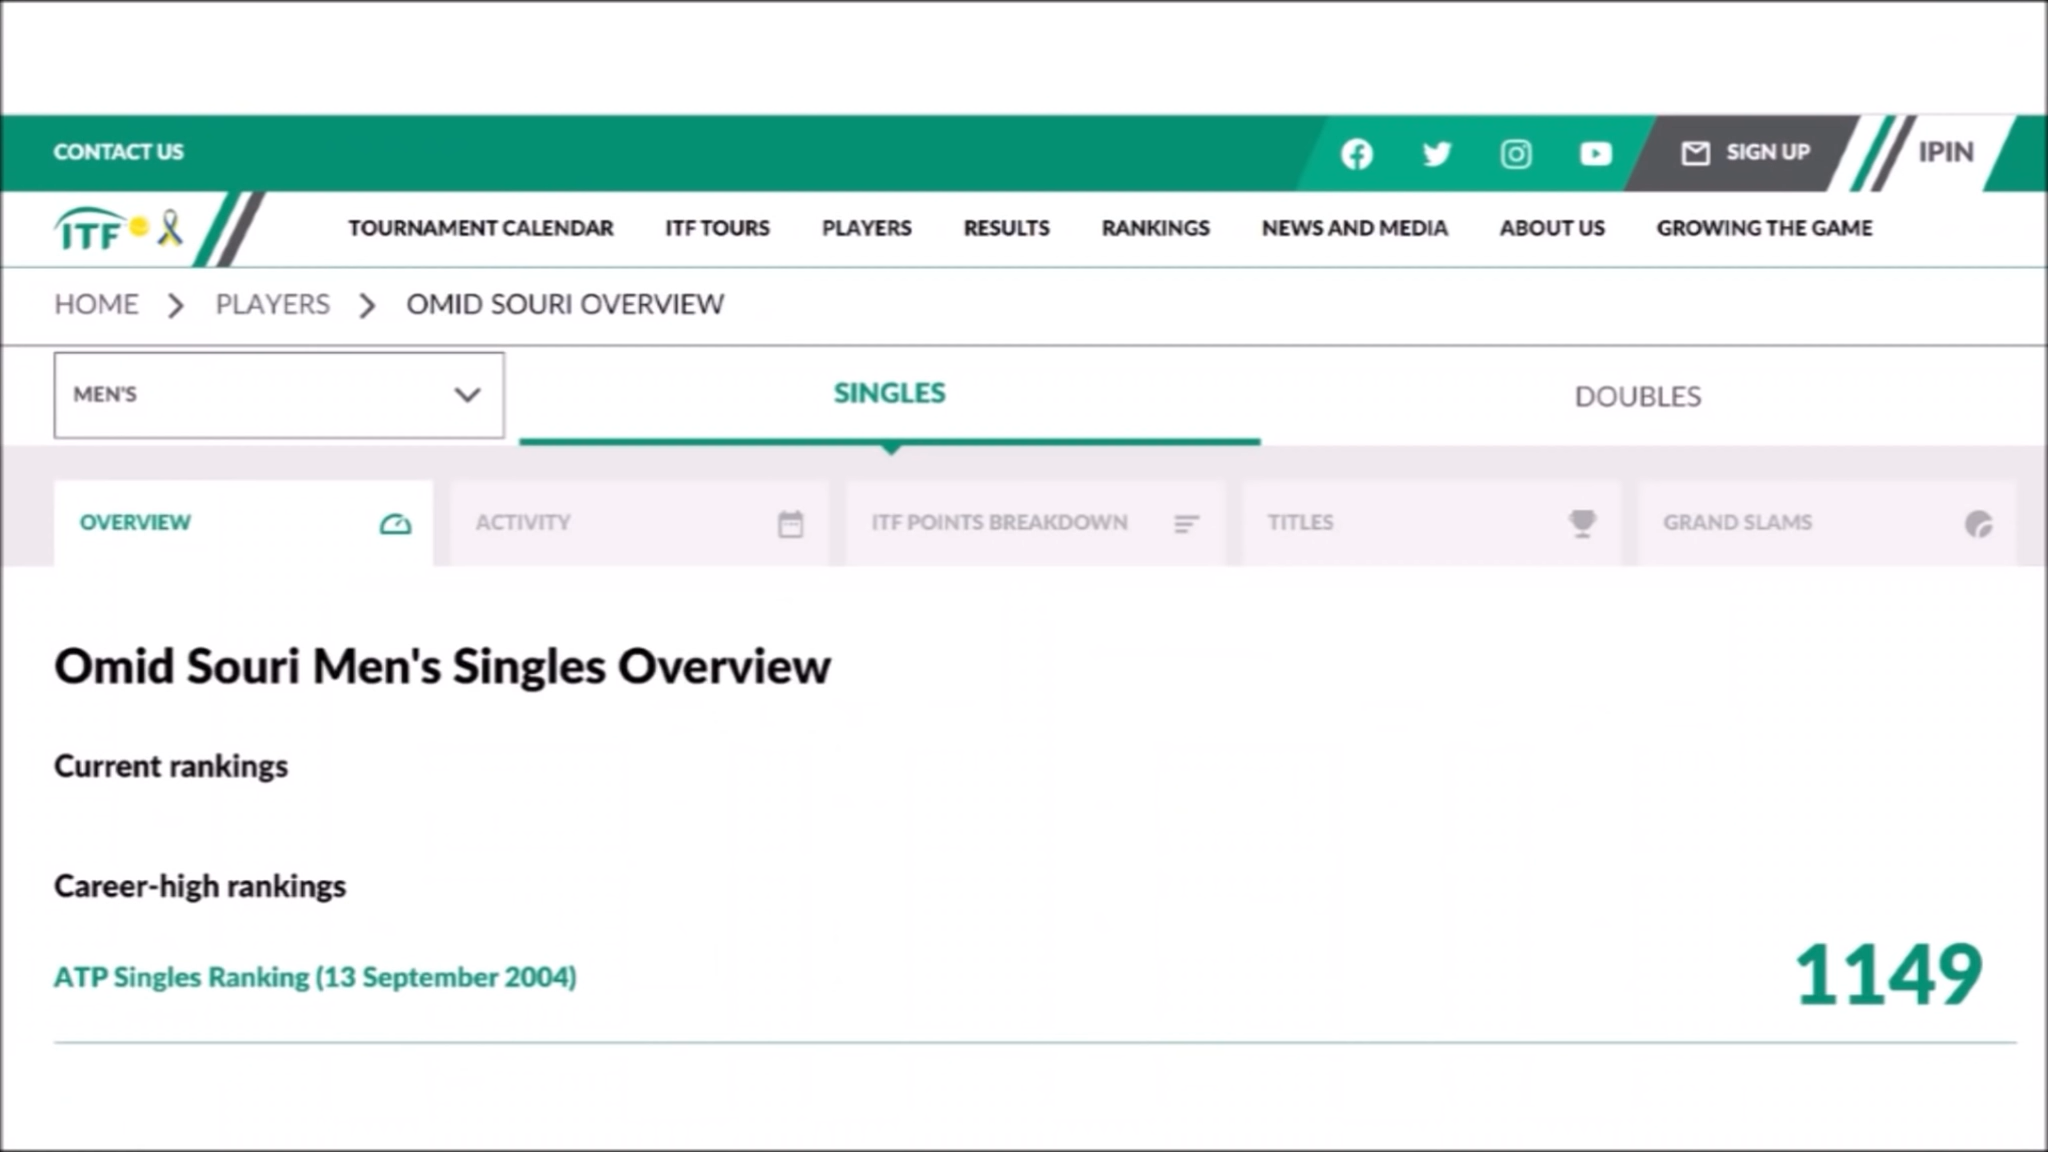 CONTACT US
SIGN UP
IPIN
ITF
TOURNAMENT CALENDAR ITF TOURS PLAYERS RESULTS RANKINGS NEWS AND MEDIA ABOUT US GROWING THE GAME
HOME PLAYERS OMID SOURI OVERVIEW
MEN'S SINGLES DOUBLES
OVERVIEW ACTIVITY ITF POINTS BREAKDOWN TITLES GRAND SLAMS
Omid Souri Men's Singles Overview
Current rankings
Career-high rankings
ATP Singles Ranking (13 September 2004) 1149